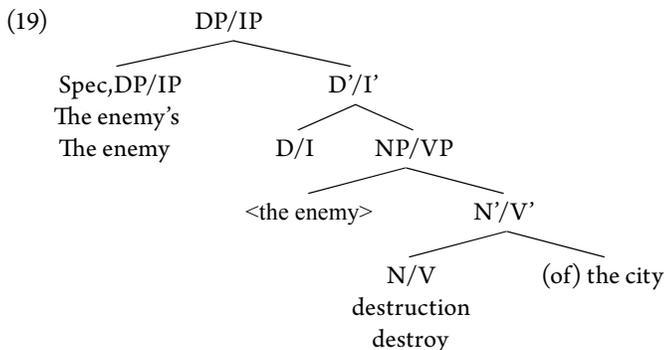 (19) DP/IP
Spec,DP/IP D’/I’
The enemy’s
The enemy D/I NP/VP
<the enemy> N’/V’
N/V (of) the city
destruction
destroy